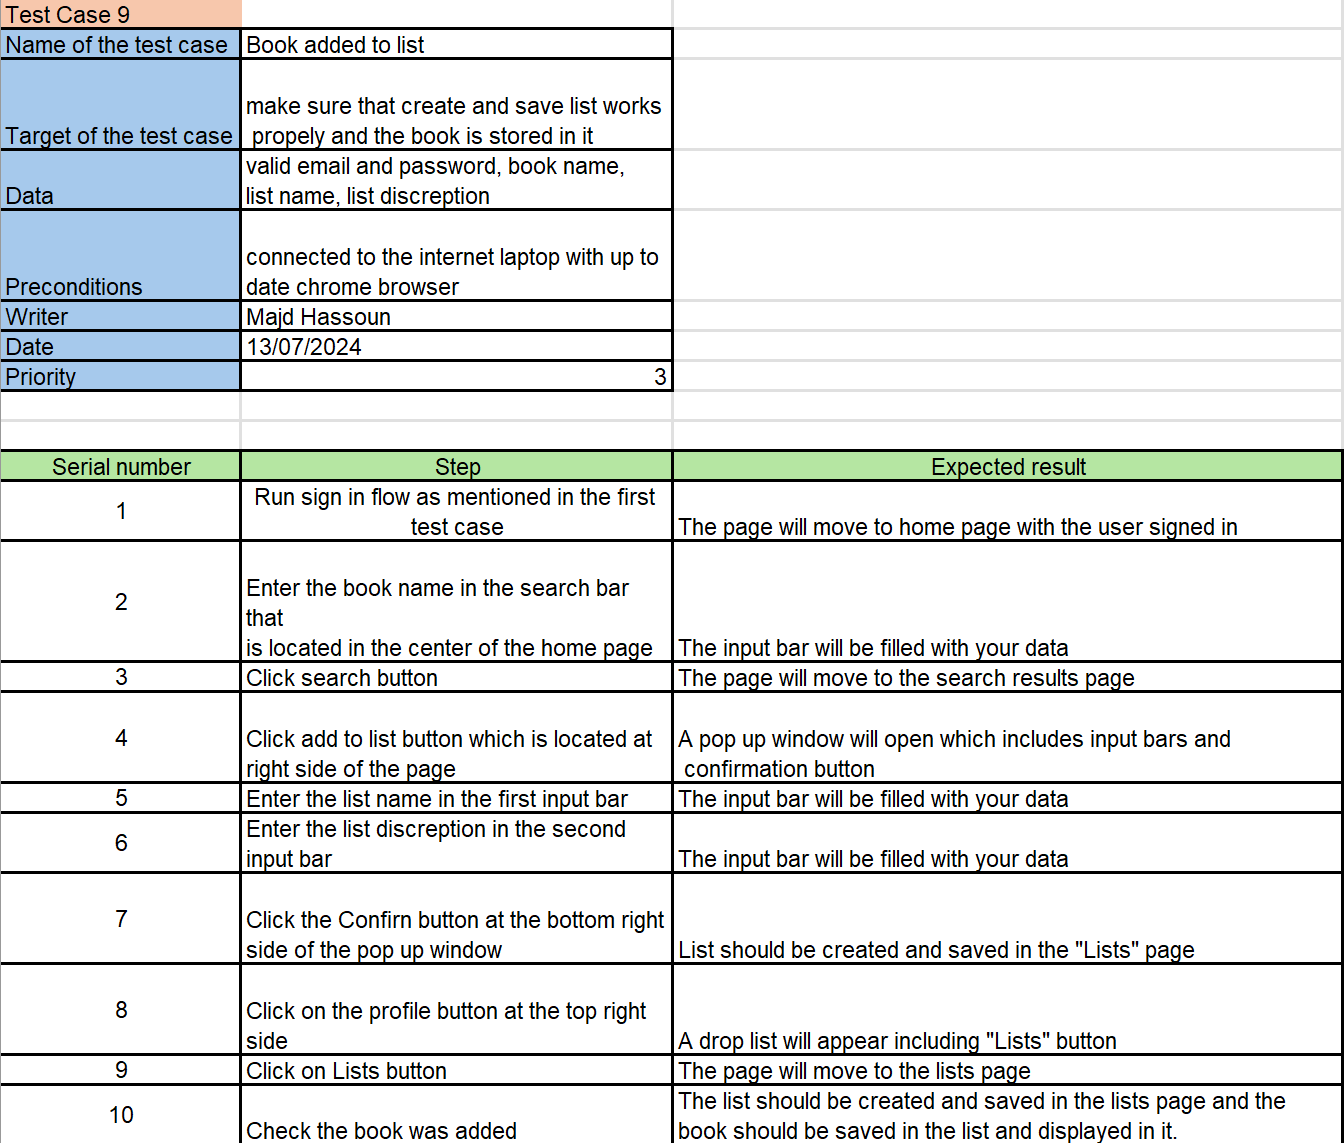 Test Case 9
Name of the test case Book added to list
make sure that create and save list works
Target of the test case propely and the book is stored in it
valid email and password, book name,
Data list name, list discreption
connected to the internet laptop with up to
Preconditions date chrome browser
Writer Majd Hassoun
Date 13/07/2024
Priority 3
Serial number Step Expected result
1 Run sign in flow as mentioned in the first
test case The page will move to home page with the user signed in
2 Enter the book name in the search bar
that
is located in the center of the home page The input bar will be filled with your data
3 Click search button The page will move to the search results page
4 Click add to list button which is located at A pop up window will open which includes input bars and
right side of the page confirmation button
5 Enter the list name in the first input bar The input bar will be filled with your data
6 Enter the list discreption in the second
input bar The input bar will be filled with your data
7 Click the Confirn button at the bottom right
side of the pop up window List should be created and saved in the "Lists" page
8 Click on the profile button at the top right
side A drop list will appear including "Lists" button
9 Click on Lists button The page will move to the lists page
10 The list should be created and saved in the lists page and the
Check the book was added book should be saved in the list and displayed in it.